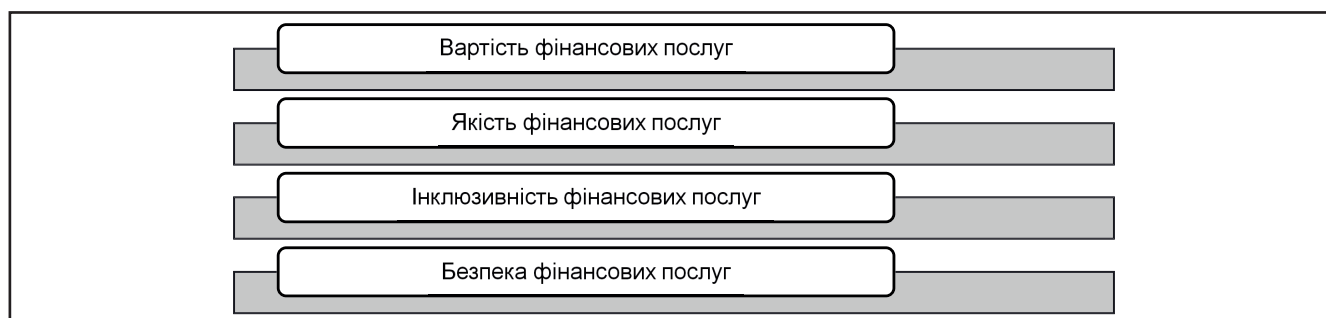 Вартість фінансових послуг
Якість фінансових послуг
Інклюзивність фінансових послуг
Безпека фінансових послуг